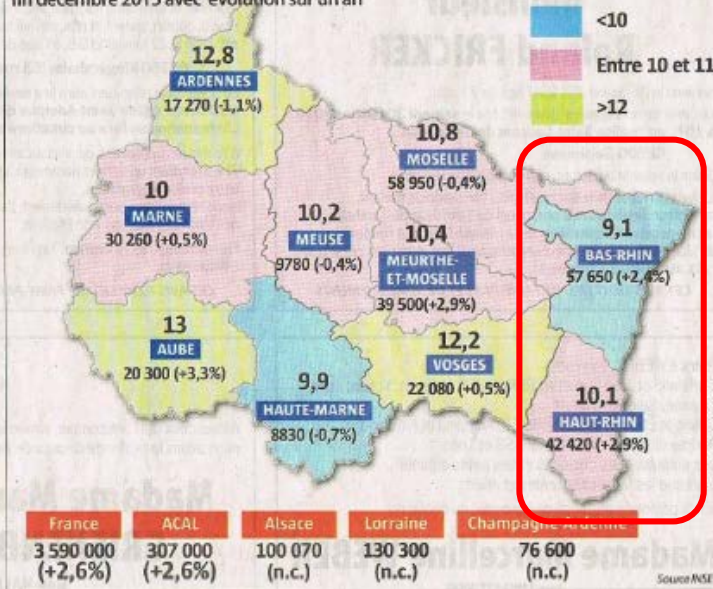 fin décembre 2015 avec évolution sur un an
<10
Entre 10 et 11
>12
12,8
ARDENNES
17 270 (-1,1%)
10,8
MOSELLE
58 950 (-0,4%)
10
MARNE
30 260 (+0,5%)
10,2
MEUSE
9780 (-0,4%)
10,4
MEURTHE-
ET-MOSELLE
39 500(+2,9%)
9,1
BAS-RHIN
57 650 (+2,4%)
13
AUBE
20 300 (+3,3%)
9,9
HAUTE-MARNE
8830 (-0,7%)
12,2
VOSGES
22 080 (+0,5%)
10,1
HAUT-RHIN
42 420 (+2,9%)
France ACAL Alsace Lorraine Champagne Ardenne
3 590 000 307 000 100 070 130 300 76 600
(+2,6%) (+2,6%) (n.c.) (n.c.) (n.c.)
Source INSE